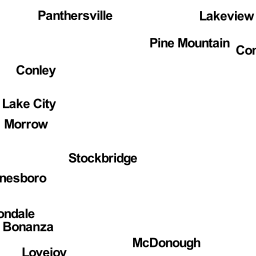 Panthersville
Lakeview
Pine Mountain
Cor
Conley
Lake City
Morrow
Stockbridge
nesboro
ondale
Bonanza
McDonough
Lovejoy